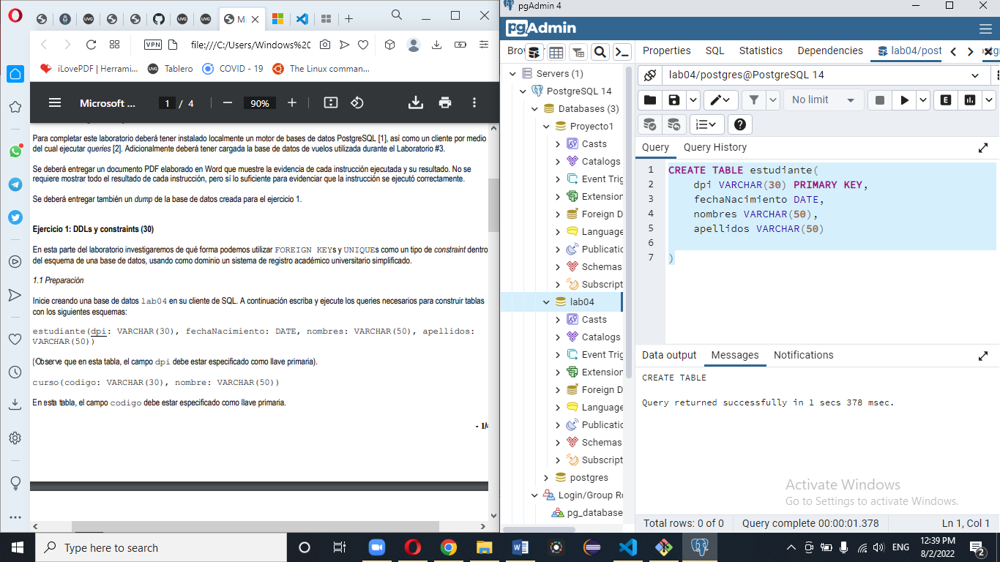 M
file:///C:/Users/Windows%20
VPN
iLovePDF | Herrami...
Tablero
COVID - 19
The Linux comman...
Microsoft ...
1 / 4
90%
Para completar este laboratorio deberá tener instalado localmente un motor de bases de datos PostgreSQL [1], así como un cliente por medio
del cual ejecutar queries [2]. Adicionalmente deberá tener cargada la base de datos de vuelos utilizada durante el Laboratorio #3.
Se deberá entregar un documento PDF elaborado en Word que muestre la evidencia de cada instrucción ejecutada y su resultado. No se
requiere mostrar todo el resultado de cada instrucción, pero sí lo suficiente para evidenciar que la instrucción se ejecutó correctamente.
Se deberá entregar también un dump de la base de datos creada para el ejercicio 1.
Ejercicio 1: DDLs y constraints (30)
En esta parte del laboratorio investigaremos de qué forma podemos utilizar FOREIGN KEYs y UNIQUEs como un tipo de constraint dentro
del esquema de una base de datos, usando como dominio un sistema de registro académico universitario simplificado.
1.1 Preparación
Inicie creando una base de datos lab04 en su cliente de SQL. A continuación escriba y ejecute los queries necesarios para construir tablas
con los siguientes esquemas:
estudiante(dpi: VARCHAR(30), fechaNacimiento: DATE, nombres: VARCHAR(50), apellidos:
VARCHAR(50))
(Observe que en esta tabla, el campo dpi debe estar especificado como llave primaria).
curso(codigo: VARCHAR(30), nombre: VARCHAR(50))
En esta tabla, el campo codigo debe estar especificado como llave primaria.
- 1/4
pgAdmin 4
pgAdmin
Brow
Servers (1)
PostgreSQL 14
Databases (3)
Proyecto1
Casts
Catalogs
Event Trig
Extension
Foreign D
Language
Publicatic
Schemas
Subscript
lab04
Casts
Catalogs
Event Trig
Extension
Foreign D
Language
Publicatic
Schemas
Subscript
postgres
Login/Group Ro
pg_database
Properties SQL Statistics Dependencies lab04/post
lab04/postgres@PostgreSQL 14
No limit
Query Query History
1 CREATE TABLE estudiante(
2 dpi VARCHAR(30) PRIMARY KEY,
3 fechaNacimiento DATE,
4 nombres VARCHAR(50),
5 apellidos VARCHAR(50)
6
7 )
Data output Messages Notifications
CREATE TABLE
Query returned successfully in 1 secs 378 msec.
Activate Windows
Go to Settings to activate Windows.
Total rows: 0 of 0 Query complete 00:00:01.378 Ln 1, Col 1
Type here to search
ENG
12:39 PM
8/2/2022
2